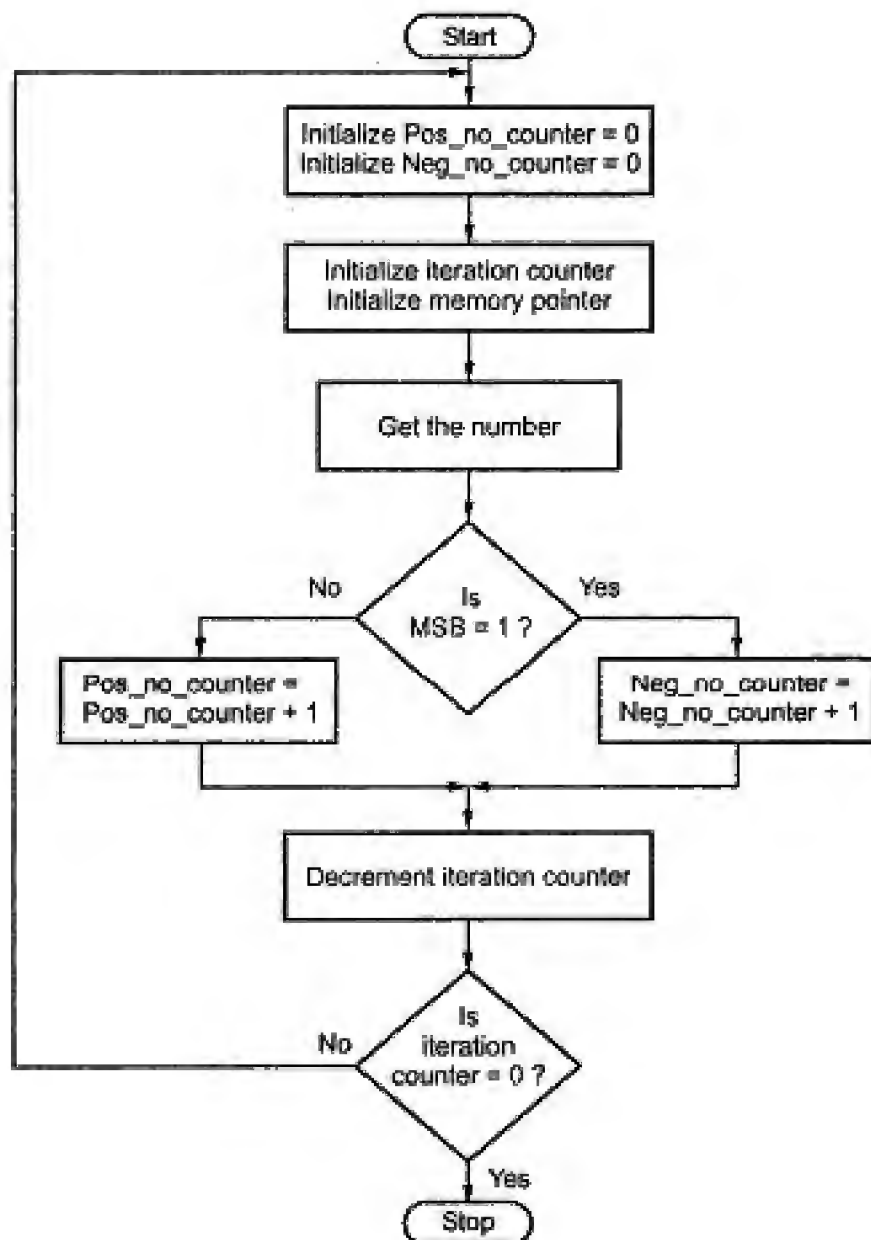 Start
Initialize Pos_no_counter = 0
Initialize Neg_no_counter = 0
Initialize iteration counter
Initialize memory pointer
Get the number
No
Is
MSB = 1 ?
Yes
Pos_no_counter =
Pos_no_counter + 1
Neg_no_counter =
Neg_no_counter + 1
Decrement iteration counter
No
Is
iteration
counter = 0 ?
Yes
Stop